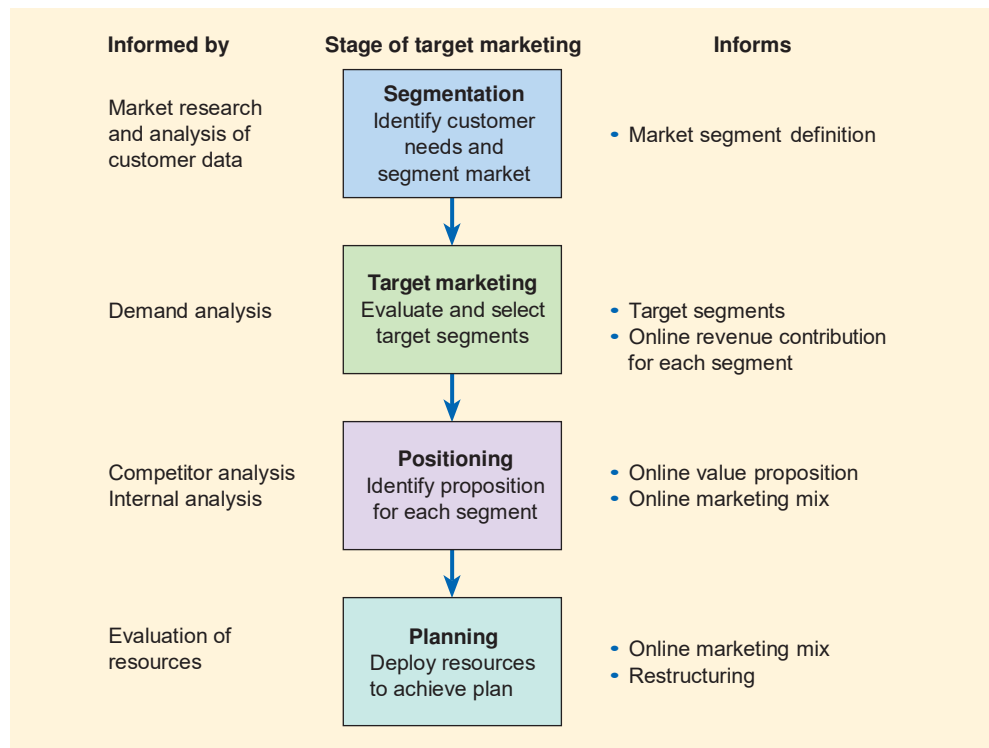 Informed by
Stage of target marketing
Informs
Market research
and analysis of
customer data
Segmentation
Identify customer
needs and
segment market
• Market segment definition
Demand analysis
Target marketing
Evaluate and select
target segments
• Target segments
• Online revenue contribution
for each segment
Competitor analysis
Internal analysis
Positioning
Identify proposition
for each segment
• Online value proposition
• Online marketing mix
Evaluation of
resources
Planning
Deploy resources
to achieve plan
• Online marketing mix
• Restructuring